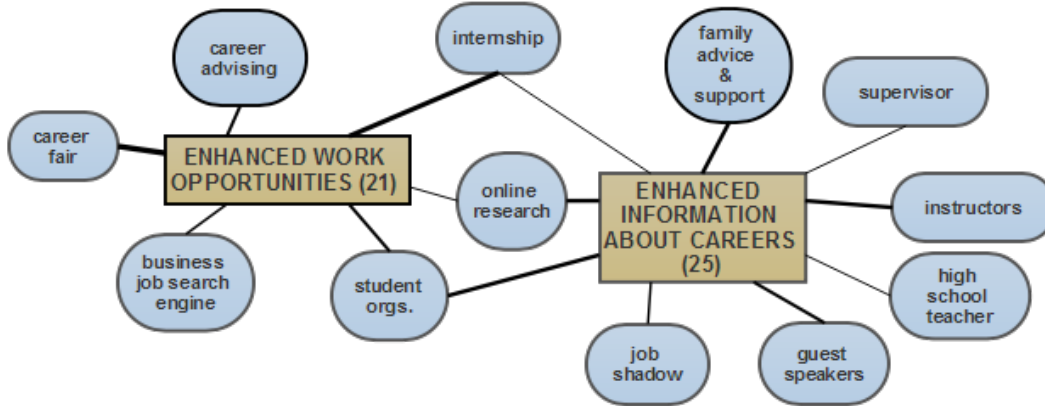 career
advising
internship
family
advice
&
support
supervisor
career
fair
ENHANCED WORK
OPPORTUNITIES (21)
online
research
ENHANCED
INFORMATION
ABOUT CAREERS
(25)
instructors
business
job search
engine
student
orgs.
high
school
teacher
job
shadow
guest
speakers